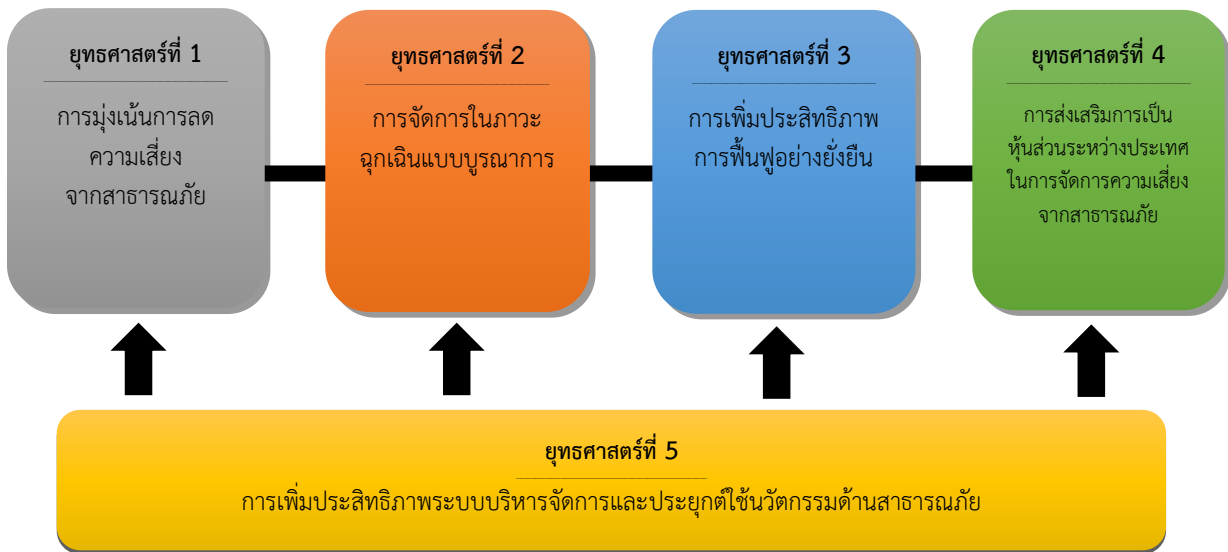 ยุทธศาสตร์ที่ 1
การมุ่งเน้นการลด
ความเสี่ยง
จากสาธารณภัย
ยุทธศาสตร์ที่ 2
การจัดการในภาวะ
ฉุกเฉินแบบบูรณาการ
ยุทธศาสตร์ที่ 3
การเพิ่มประสิทธิภาพ
การฟื้นฟูอย่างยั่งยืน
ยุทธศาสตร์ที่ 4
การส่งเสริมการเป็น
หุ้นส่วนระหว่างประเทศ
ในการจัดการความเสี่ยง
จากสาธารณภัย
ยุทธศาสตร์ที่ 5
การเพิ่มประสิทธิภาพระบบบริหารจัดการและประยุกต์ใช้นวัตกรรมด้านสาธารณภัย